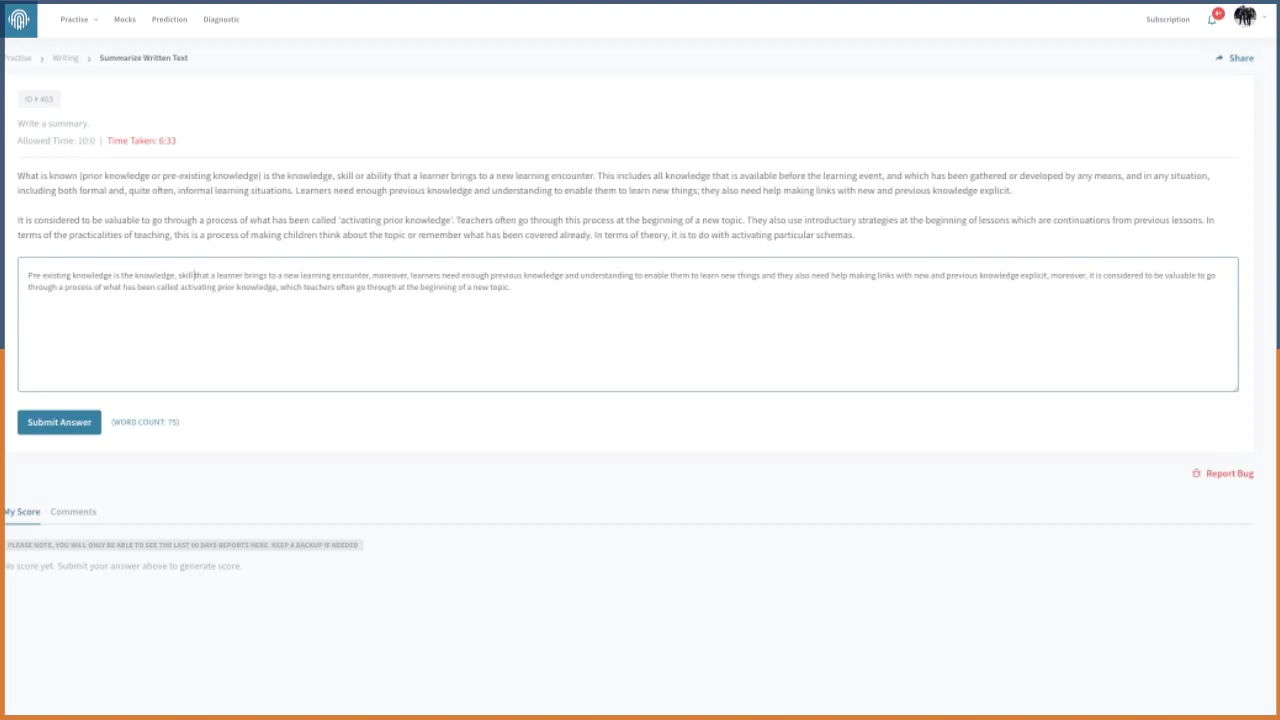 Practise Mocks Prediction Diagnostic Subscription
Practise > Writing > Summarize Written Text Share
ID # 403
Write a summary.
Allowed Time: 10:0 | Time Taken: 6:33
What is known (prior knowledge or pre-existing knowledge) is the knowledge, skill or ability that a learner brings to a new learning encounter. This includes all knowledge that is available before the learning event, and which has been gathered or developed by any means, and in any situation,
including both formal and, quite often, informal learning situations. Learners need enough previous knowledge and understanding to enable them to learn new things; they also need help making links with new and previous knowledge explicit.
It is considered to be valuable to go through a process of what has been called 'activating prior knowledge'. Teachers often go through this process at the beginning of a new topic. They also use introductory strategies at the beginning of lessons which are continuations from previous lessons. In
terms of the practicalities of teaching, this is a process of making children think about the topic or remember what has been covered already. In terms of theory, it is to do with activating particular schemas.
Pre-existing knowledge is the knowledge, skill that a learner brings to a new learning encounter, moreover, learners need enough previous knowledge and understanding to enable them to learn new things and they also need help making links with new and previous knowledge explicit, moreover, it is considered to be valuable to go
through a process of what has been called activating prior knowledge, which teachers often go through at the beginning of a new topic.
Submit Answer (WORD COUNT: 75)
Report Bug
My Score Comments
PLEASE NOTE, YOU WILL ONLY BE ABLE TO SEE THE LAST 90 DAYS REPORTS HERE. KEEP A BACKUP IF NEEDED
No score yet. Submit your answer above to generate score.